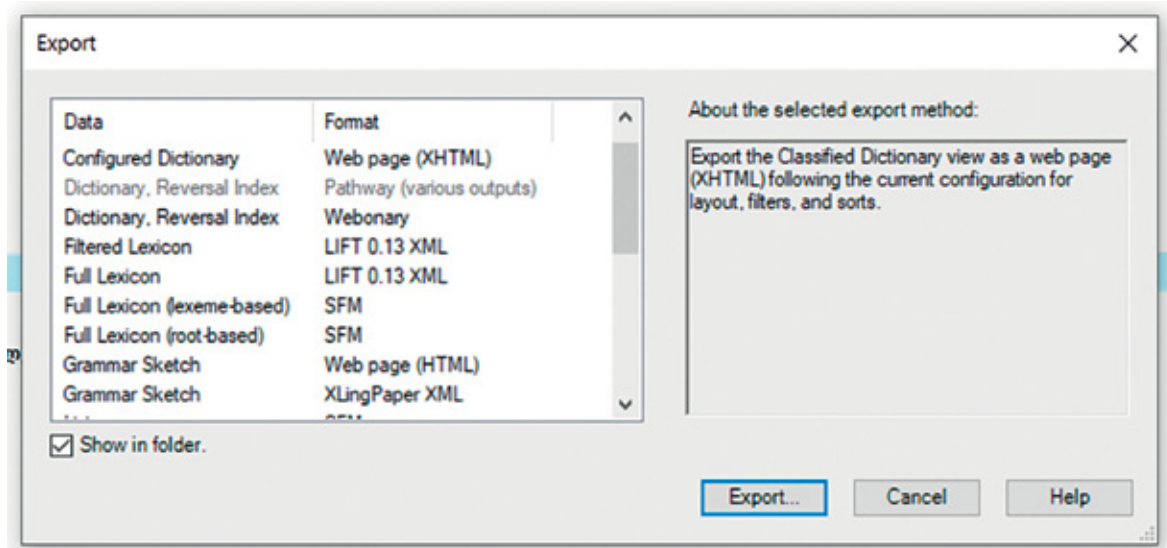 Export
Data Format
Configured Dictionary Web page (XHTML)
Dictionary, Reversal Index Pathway (various outputs)
Dictionary, Reversal Index Webonary
Filtered Lexicon LIFT 0.13 XML
Full Lexicon LIFT 0.13 XML
Full Lexicon (lexeme-based) SFM
Full Lexicon (root-based) SFM
Grammar Sketch Web page (HTML)
Grammar Sketch XLingPaper XML
Show in folder.
About the selected export method:
Export the Classified Dictionary view as a web page
(XHTML) following the current configuration for
layout, filters, and sorts.
Export... Cancel Help